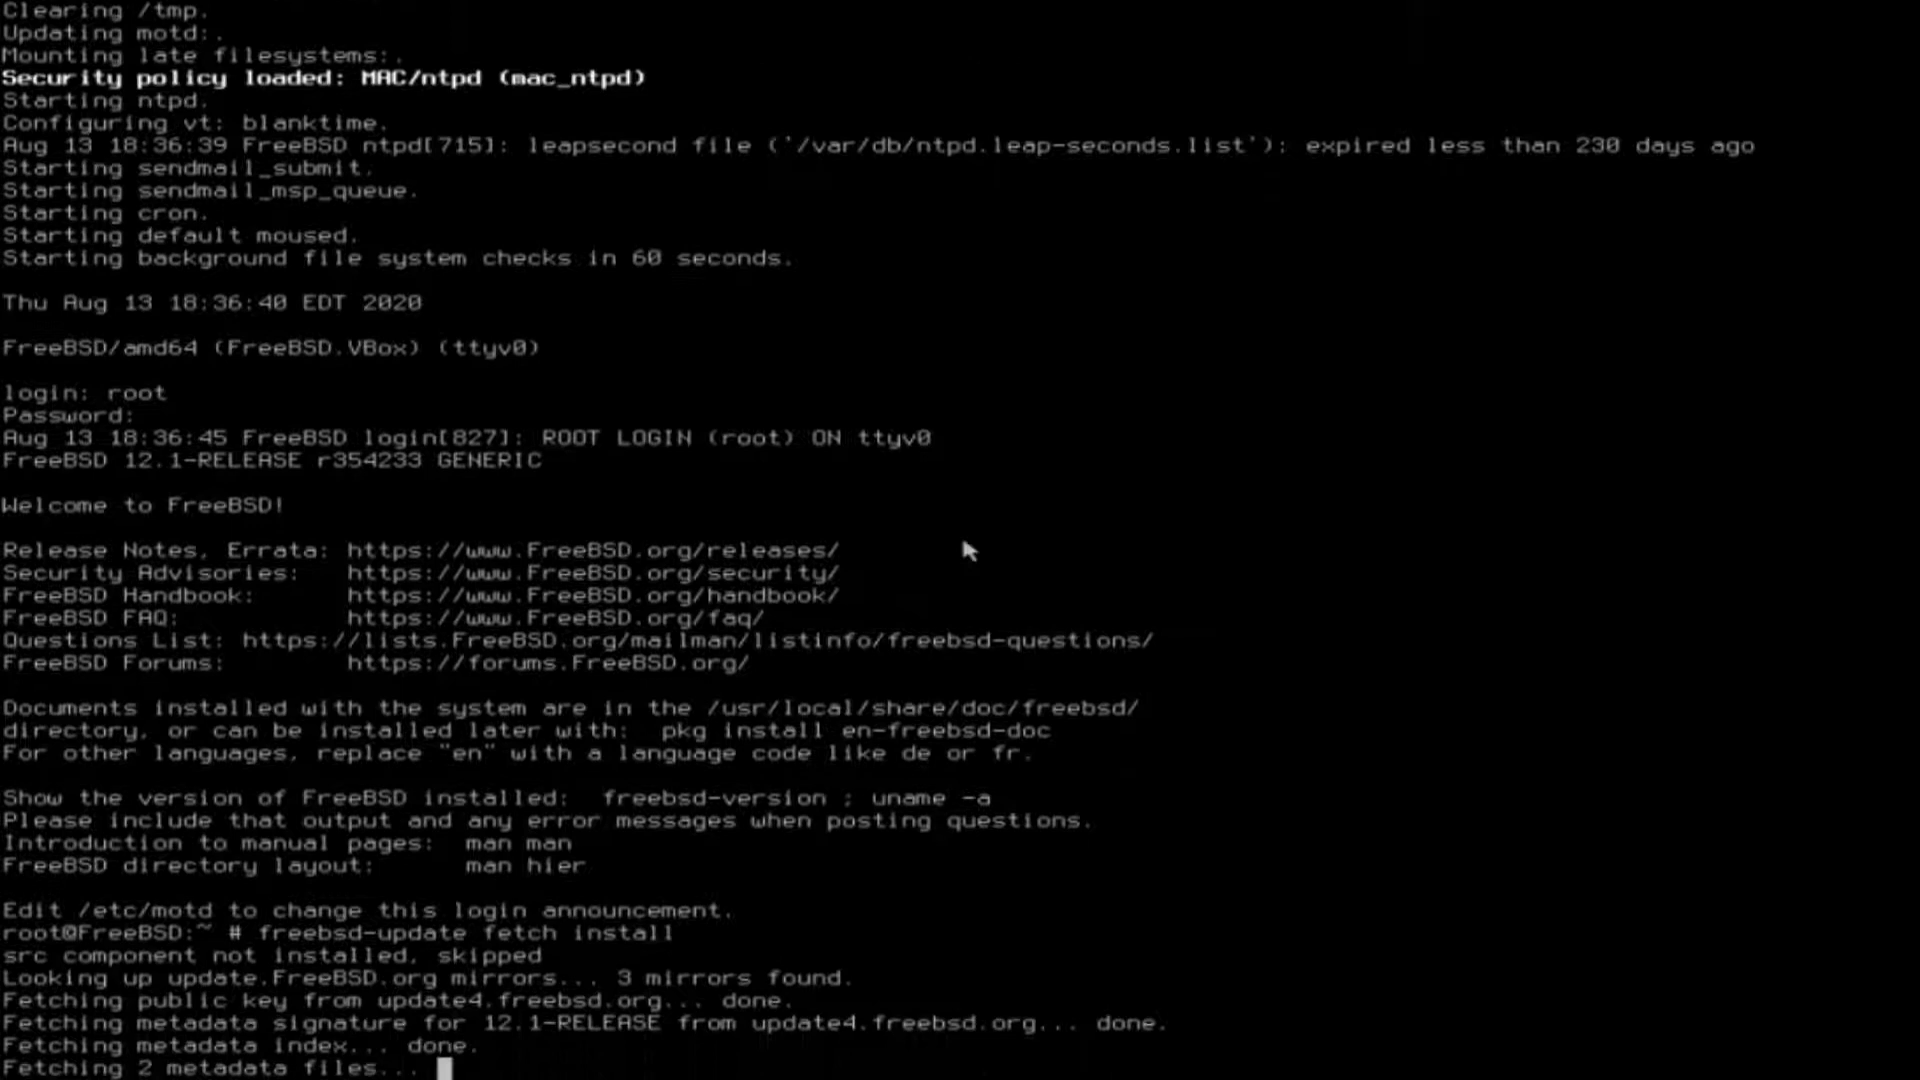 Clearing /tmp.
Updating motd:.
Mounting late filesystems:.
Security policy loaded: MAC/ntpd (mac_ntpd)
Starting ntpd.
Configuring vt: blanktime.
Aug 13 18:36:39 FreeBSD ntpd[715]: leapsecond file ('/var/db/ntpd.leap-seconds.list'): expired less than 230 days ago
Starting sendmail_submit.
Starting sendmail_msp_queue.
Starting cron.
Starting default moused.
Starting background file system checks in 60 seconds.
Thu Aug 13 18:36:40 EDT 2020
FreeBSD/amd64 (FreeBSD.VBox) (ttyv0)
login: root
Password:
Aug 13 18:36:45 FreeBSD login[827]: ROOT LOGIN (root) ON ttyv0
FreeBSD 12.1-RELEASE r354233 GENERIC
Welcome to FreeBSD!
Release Notes, Errata: https://www.FreeBSD.org/releases/
Security Advisories:   https://www.FreeBSD.org/security/
FreeBSD Handbook:      https://www.FreeBSD.org/handbook/
FreeBSD FAQ:           https://www.FreeBSD.org/faq/
Questions List: https://lists.FreeBSD.org/mailman/listinfo/freebsd-questions/
FreeBSD Forums:        https://forums.FreeBSD.org/
Documents installed with the system are in the /usr/local/share/doc/freebsd/
directory, or can be installed later with:  pkg install en-freebsd-doc
For other languages, replace "en" with a language code like de or fr.
Show the version of FreeBSD installed:  freebsd-version ; uname -a
Please include that output and any error messages when posting questions.
Introduction to manual pages:  man man
FreeBSD directory layout:      man hier
Edit /etc/motd to change this login announcement.
root@FreeBSD:~ # freebsd-update fetch install
src component not installed, skipped
Looking up update.FreeBSD.org mirrors... 3 mirrors found.
Fetching public key from update4.freebsd.org... done.
Fetching metadata signature for 12.1-RELEASE from update4.freebsd.org... done.
Fetching metadata index... done.
Fetching 2 metadata files...